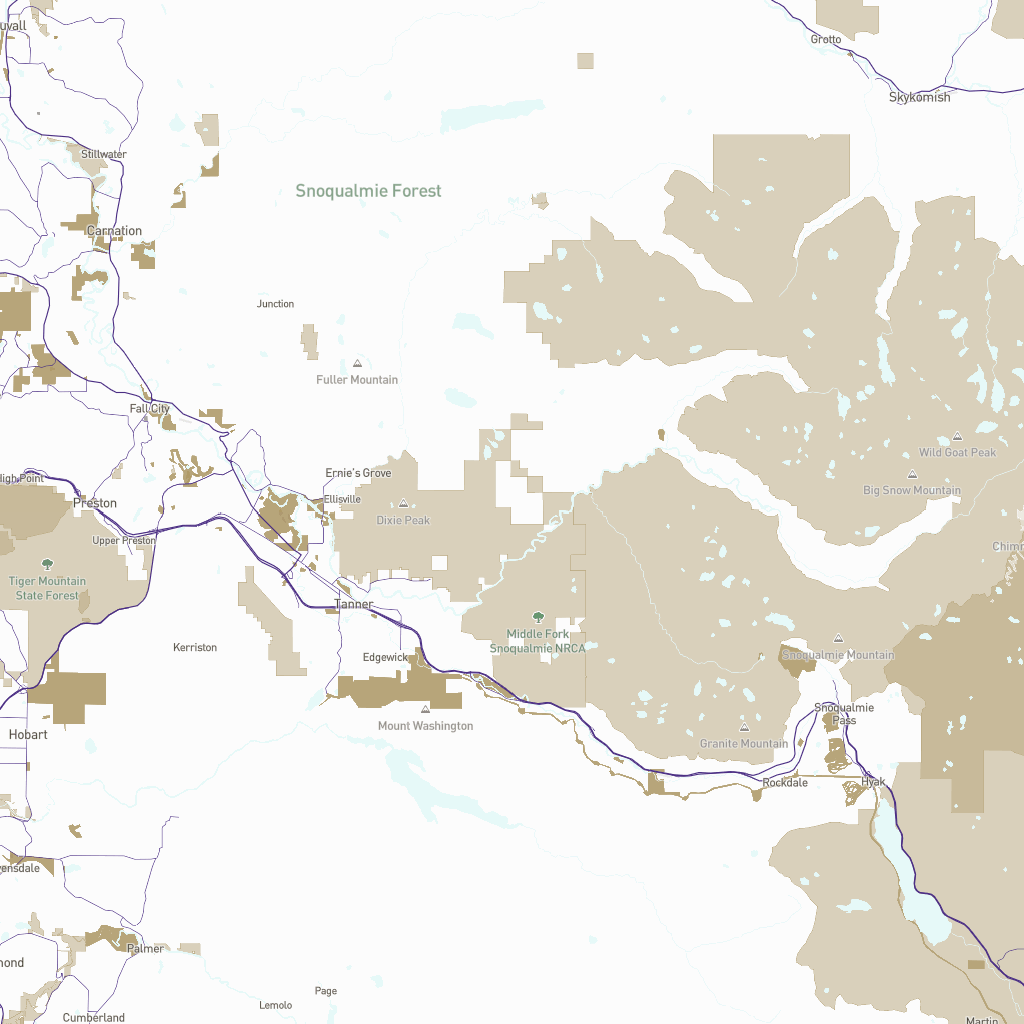 Grotto
Skykomish
Stillwater
Snoqualmie Forest
Carnation
Junction
Fuller Mountain
Fall City
Wild Goat Peak
Ernie's Grove
High Point
Big Snow Mountain
Ellisville
Preston
Dixie Peak
Upper Preston
Tiger Mountain
State Forest
Tanner
Middle Fork
Snoqualmie NRCA
Kerriston
Edgewick
Snoqualmie Mountain
Snoqualmie
Pass
Mount Washington
Hobart
Granite Mountain
Rockdale
Hyak
Palmer
Page
Lemolo
Cumberland
Martin